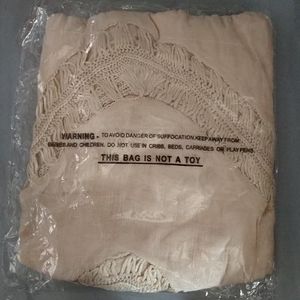 WARNING - TO AVOID DANGER OF SUFFOCATION, KEEP AWAY FROM
BABIES AND CHILDREN. DO NOT USE IN CRIBS, BEDS, CARRIAGES OR PLAY PENS.
THIS BAG IS NOT A TOY